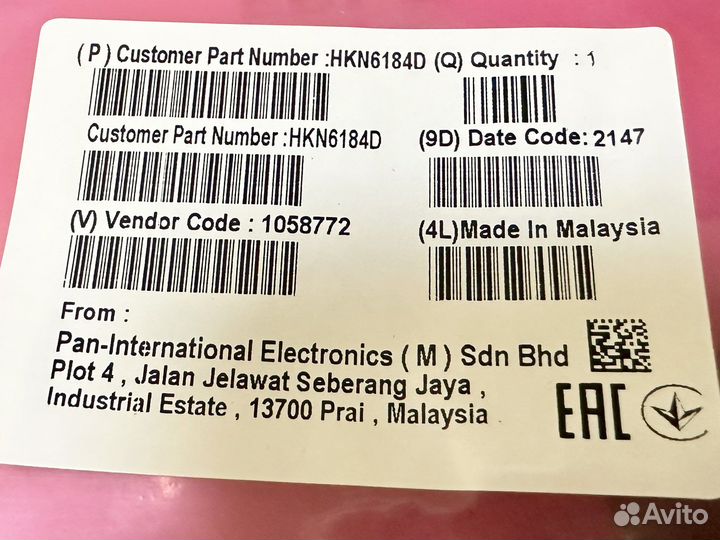 (P) Customer Part Number :HKN6184D (Q) Quantity : 1
Customer Part Number :HKN6184D (9D) Date Code: 2147
(V) Vendor Code : 1058772 (4L)Made In Malaysia
From :
Pan-International Electronics ( M ) Sdn Bhd
Plot 4 , Jalan Jelawat Seberang Jaya ,
Industrial Estate , 13700 Prai , Malaysia
EAC
Avito